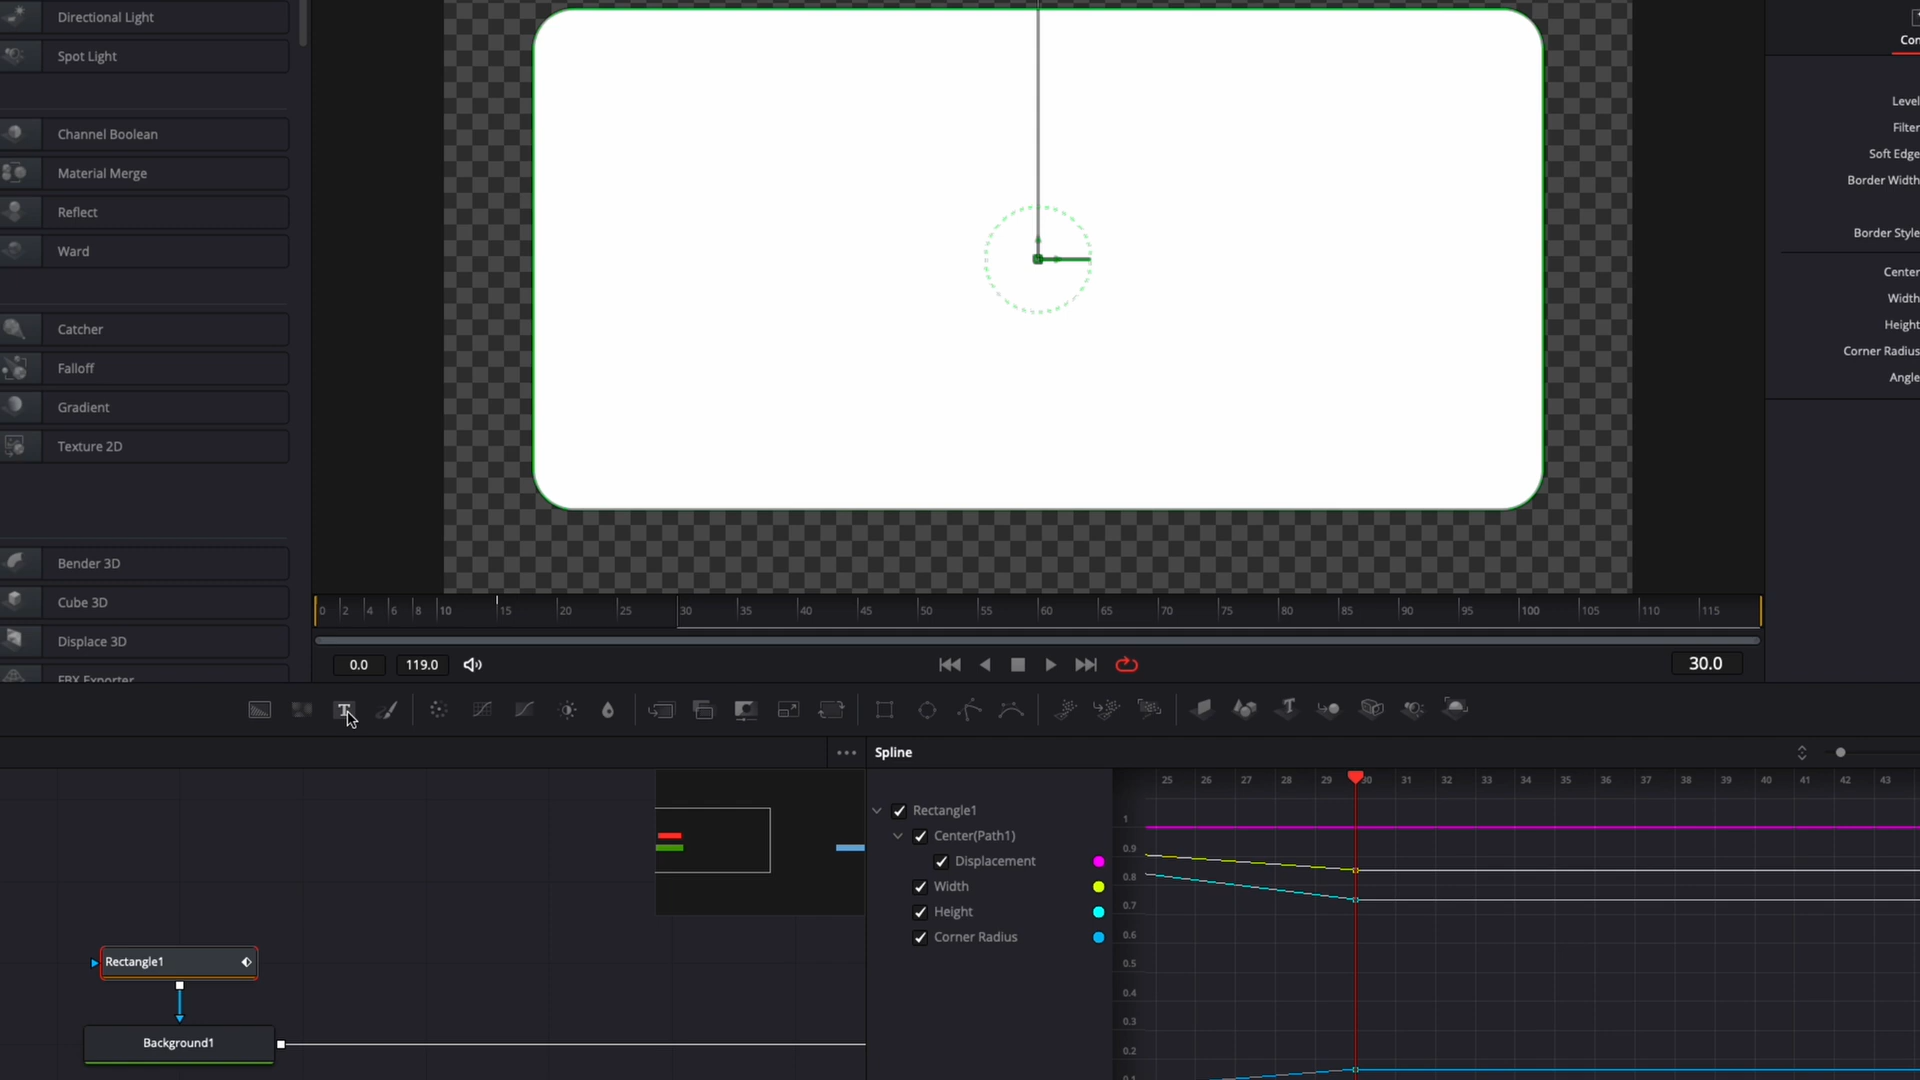 Directional Light
Spot Light
Channel Boolean
Material Merge
Reflect
Ward
Catcher
Falloff
Gradient
Texture 2D
Bender 3D
Cube 3D
Displace 3D
FBX Exporter
Con
Level
Filter
Soft Edge
Border Width
Border Style
Center
Width
Height
Corner Radius
Angle
0 2 4 6 8 10 15 20 25 30 35 40 45 50 55 60 65 70 75 80 85 90 95 100 105 110 115
0.0 119.0 30.0
T
Spline
25 26 27 28 29 30 31 32 33 34 35 36 37 38 39 40 41 42 43
Rectangle1
Center(Path1)
Displacement
Width
Height
Corner Radius
1
0.9
0.8
0.7
0.6
0.5
0.4
0.3
0.2
0.1
Rectangle1
Background1